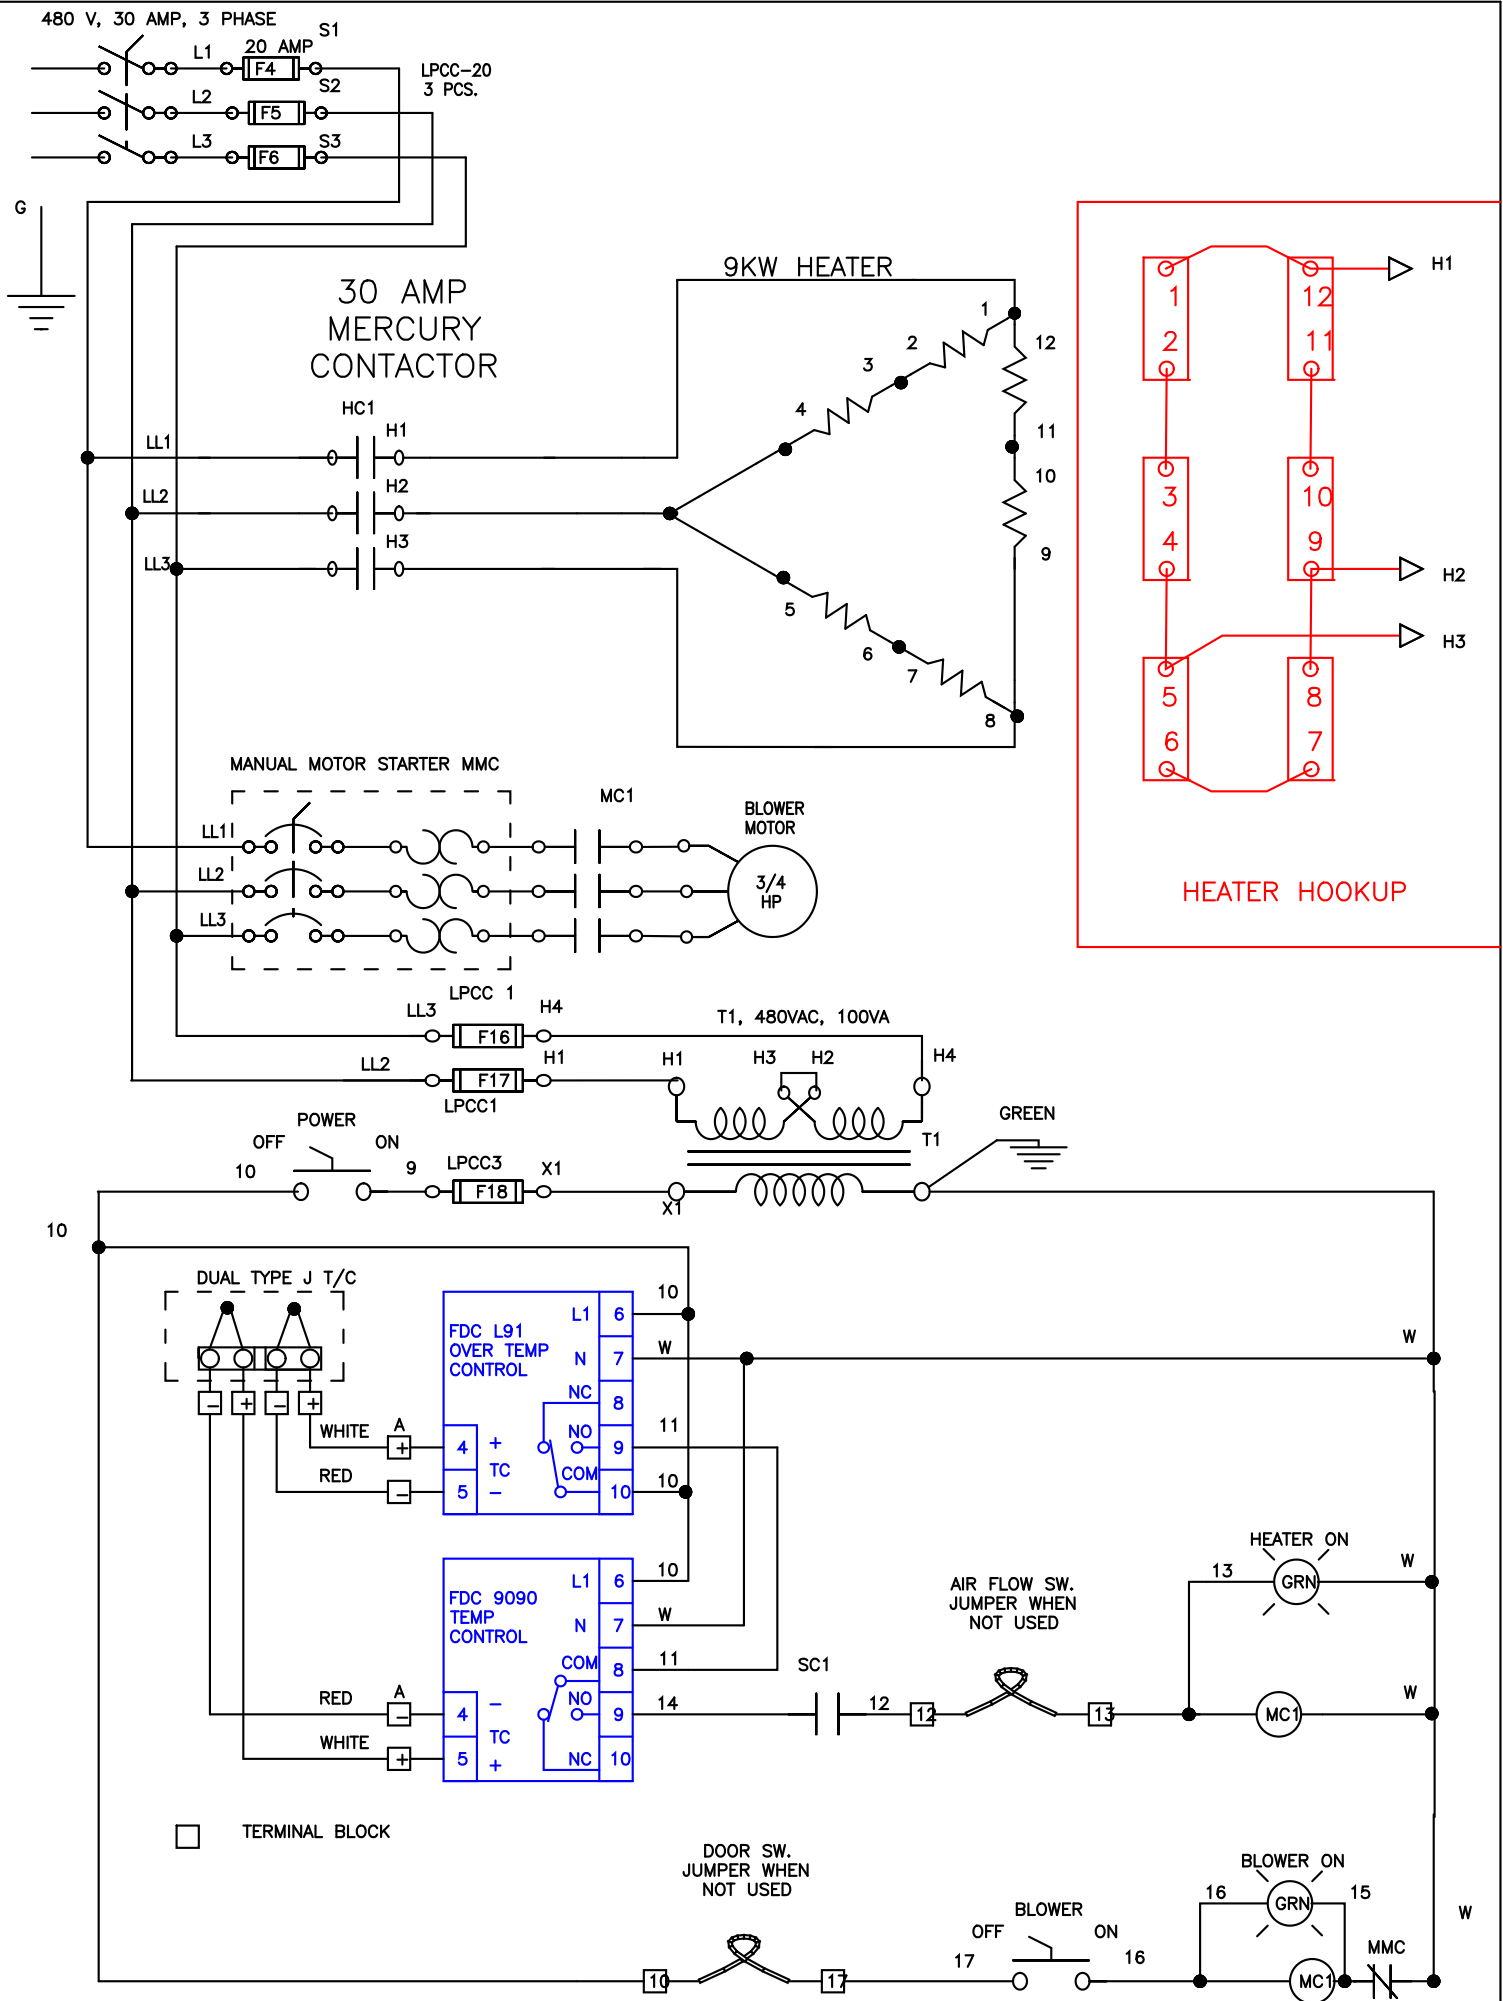 480 V, 30 AMP, 3 PHASE
S1
L1
20 AMP
F4
LPCC-20
3 PCS.
S2
L2
F5
S3
L3
F6
G
30 AMP
MERCURY
CONTACTOR
9KW HEATER
HC1
LL1
H1
LL2
H2
LL3
H3
1
2
3
4
5
6
7
8
9
10
11
12
1
2
3
4
5
6
12
11
10
9
8
7
H1
H2
H3
HEATER HOOKUP
MANUAL MOTOR STARTER MMC
MC1
BLOWER
MOTOR
3/4
HP
LL1
LL2
LL3
LPCC 1
LL3
H4
F16
T1, 480VAC, 100VA
LL2
H1
F17
LPCC1
H1
H3
H2
H4
T1
GREEN
POWER
OFF
ON
10
9
LPCC3
X1
F18
X1
10
DUAL TYPE J T/C
-
+
-
+
WHITE
A
+
RED
-
FDC L91
OVER TEMP
CONTROL
L1
6
10
N
7
W
W
NC
8
NO
9
11
COM
10
10
4
+
TC
5
-
FDC 9090
TEMP
CONTROL
L1
6
10
N
7
W
COM
8
11
NO
9
14
NC
10
RED
A
-
4
-
TC
WHITE
+
5
+
SC1
12
12
AIR FLOW SW.
JUMPER WHEN
NOT USED
13
HEATER ON
13
GRN
W
MC1
W
TERMINAL BLOCK
DOOR SW.
JUMPER WHEN
NOT USED
10
17
17
BLOWER
OFF
ON
16
BLOWER ON
16
GRN
15
W
MC1
MMC